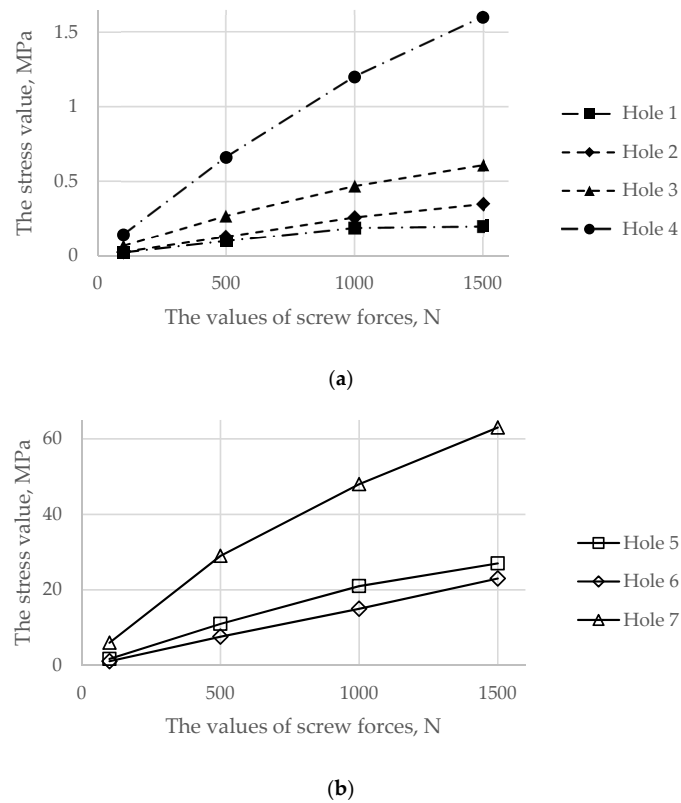 The stress value, MPa
1.5
1
0.5
0
0 500 1000 1500
The values of screw forces, N
Hole 1
Hole 2
Hole 3
Hole 4
(a)
The stress value, MPa
60
40
20
0
0 500 1000 1500
The values of screw forces, N
Hole 5
Hole 6
Hole 7
(b)